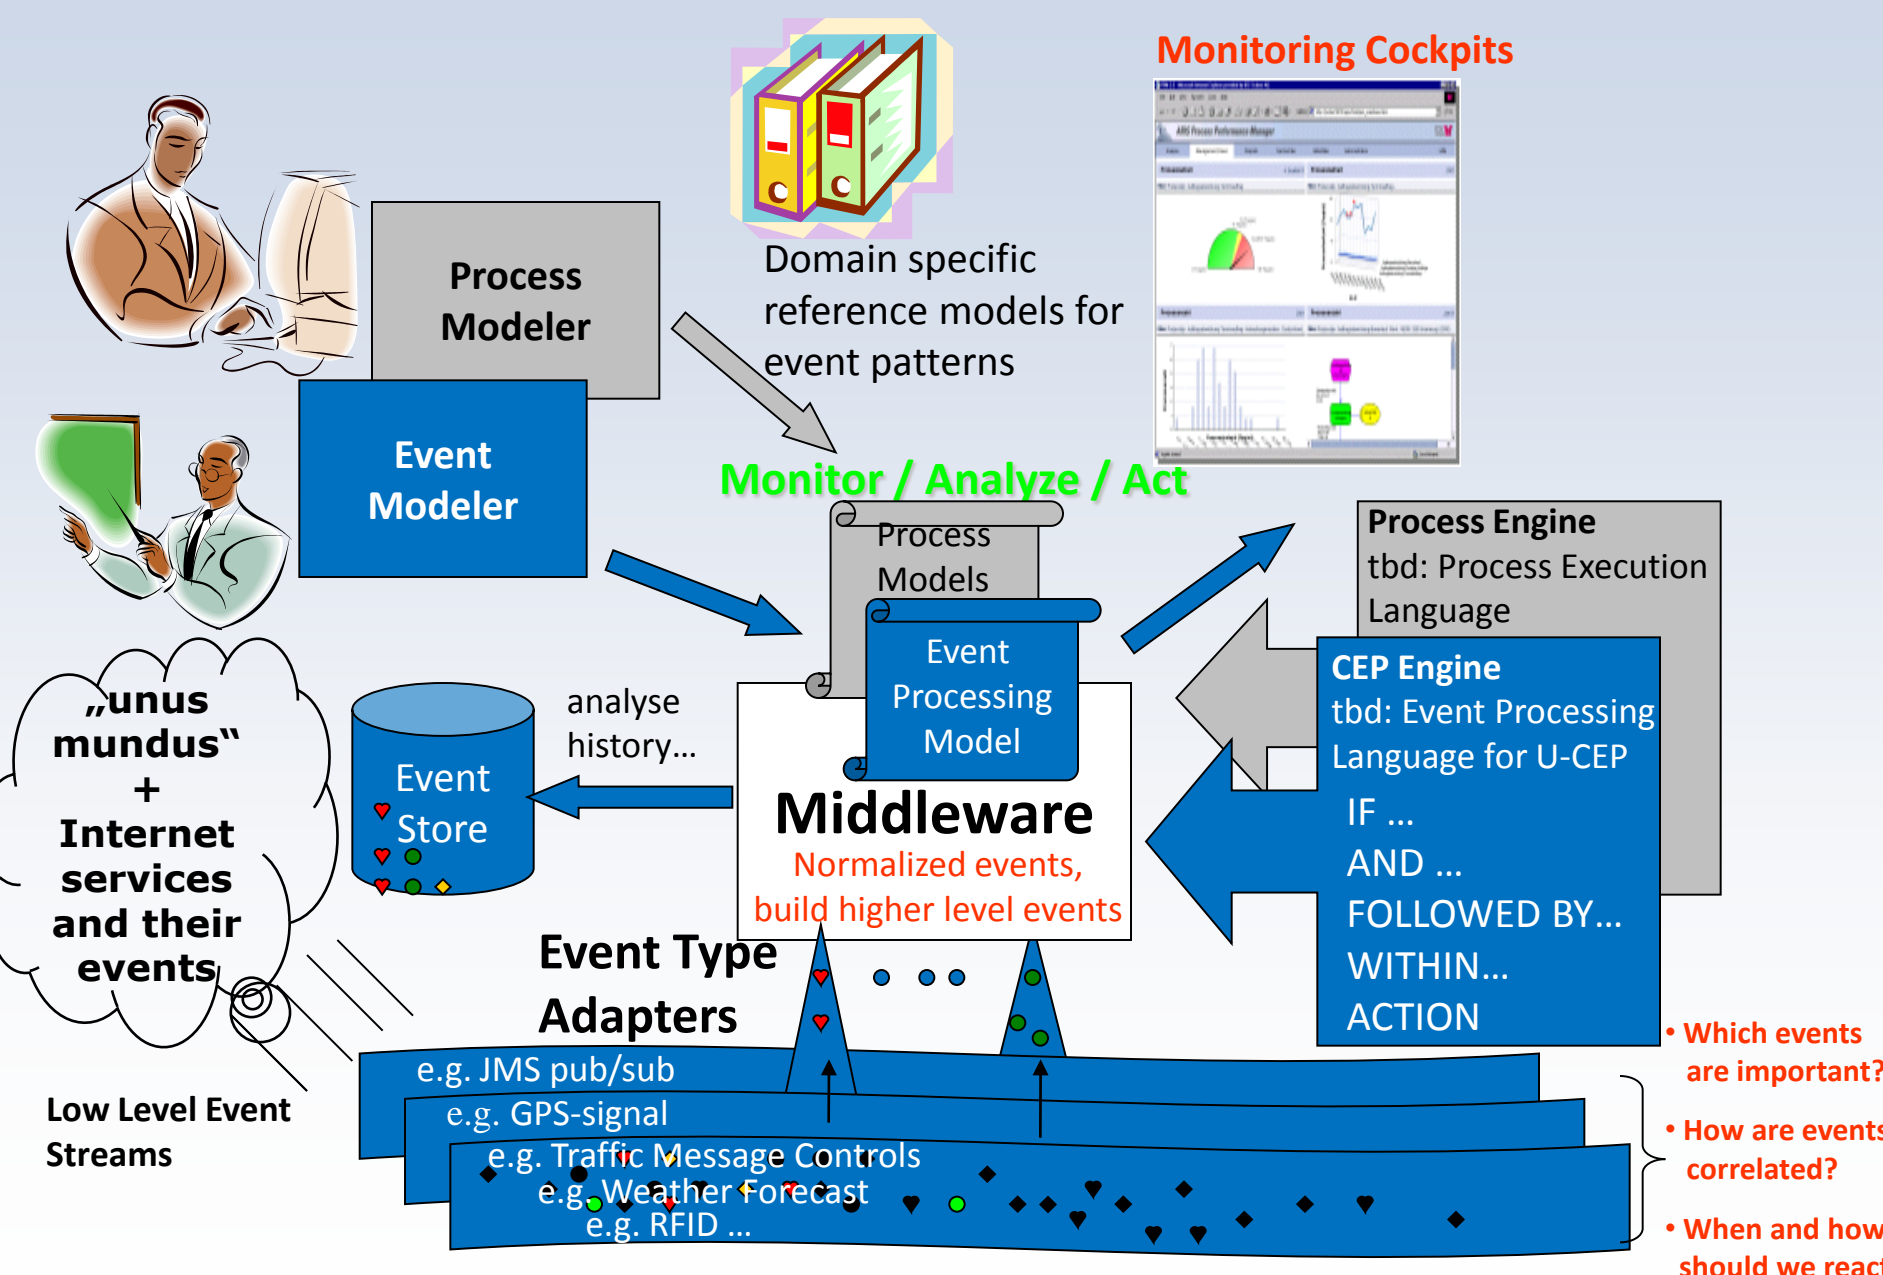 Monitoring Cockpits
ARIS Process Performance Manager
Process
Modeler
Domain specific
reference models for
event patterns
Event
Modeler
Monitor / Analyze / Act
Process
Models
Process Engine
tbd: Process Execution
Language
Event
Processing
Model
CEP Engine
tbd: Event Processing
Language for U-CEP
IF ...
AND ...
FOLLOWED BY...
WITHIN...
ACTION
„unus
mundus“
+
Internet
services
and their
events
Event
Store
analyse
history...
Middleware
Normalized events,
build higher level events
Event Type
Adapters
Low Level Event
Streams
e.g. JMS pub/sub
e.g. GPS-signal
e.g. Traffic Message Controls
e.g. Weather Forecast
e.g. RFID ...
• Which events
are important?
• How are events
correlated?
• When and how
should we react